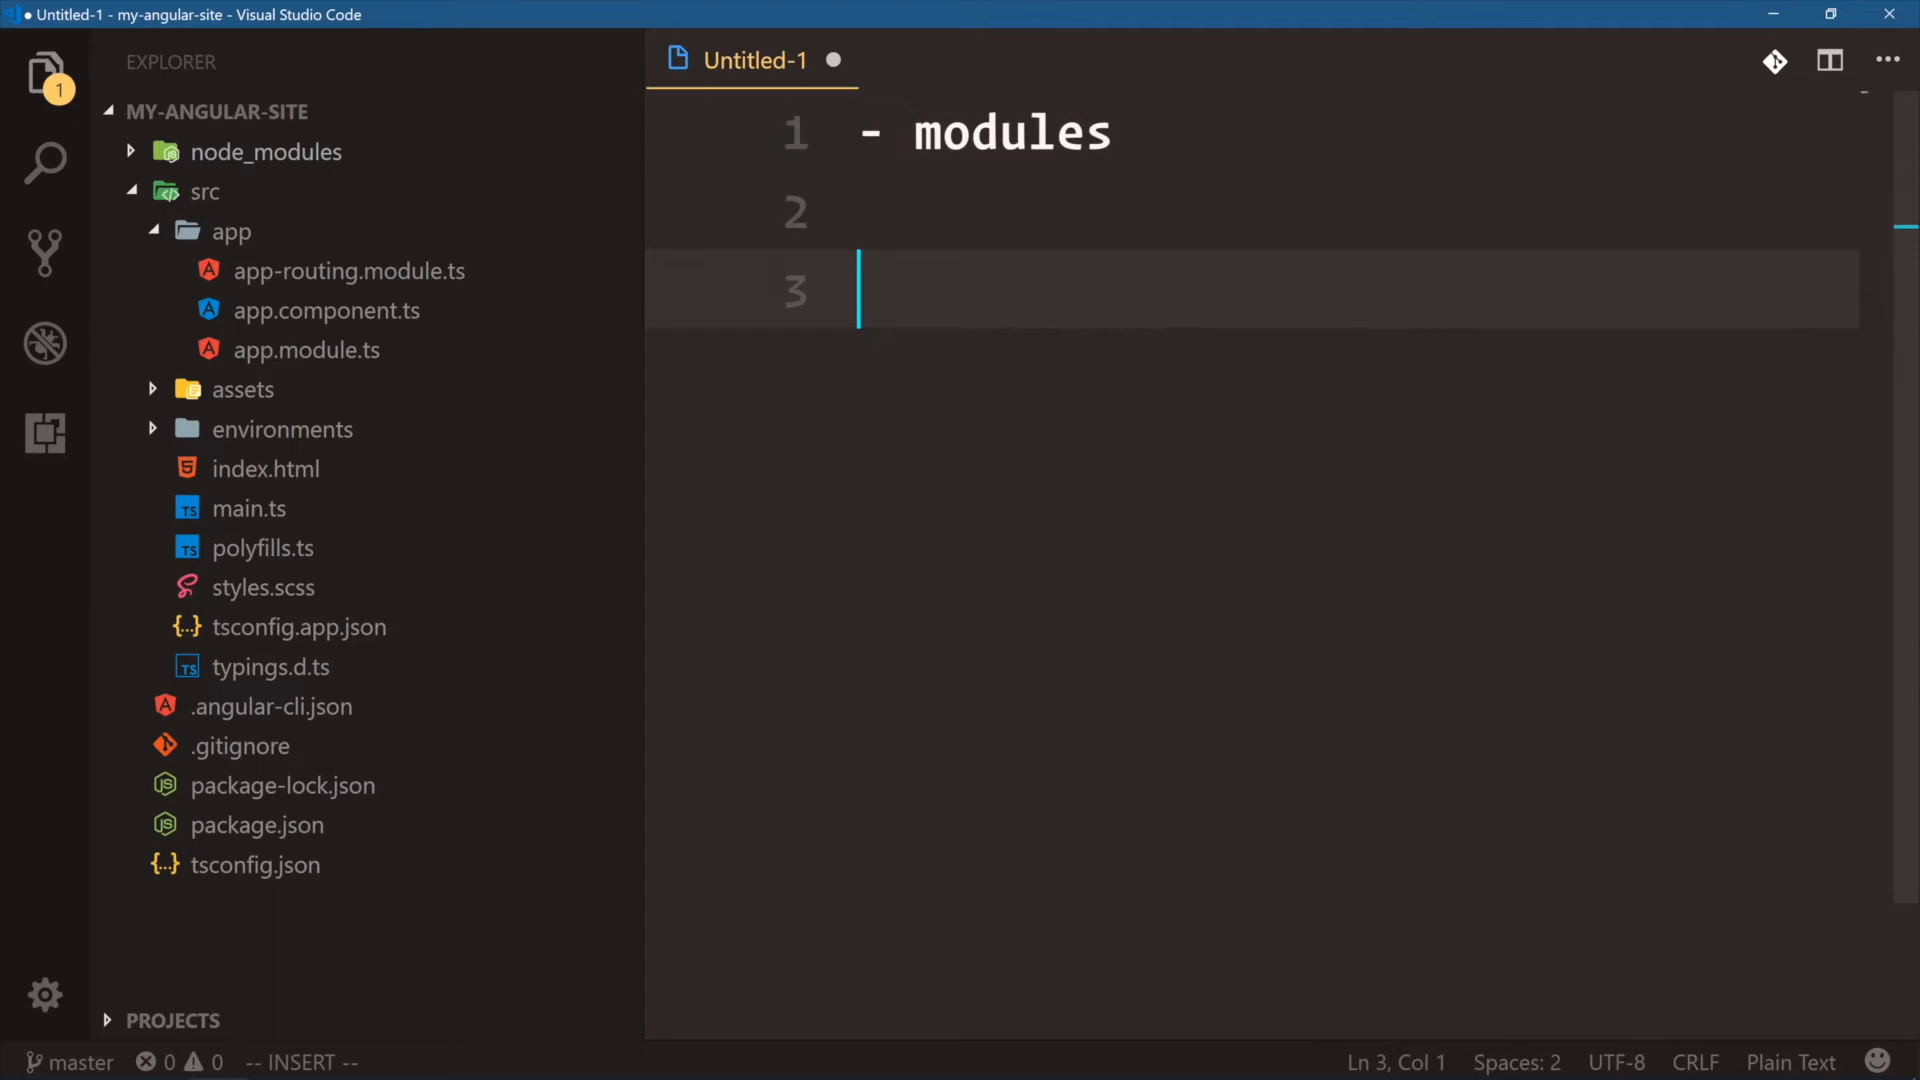 ● Untitled-1 - my-angular-site - Visual Studio Code
EXPLORER
1
MY-ANGULAR-SITE
node_modules
src
app
app-routing.module.ts
app.component.ts
app.module.ts
assets
environments
index.html
main.ts
polyfills.ts
styles.scss
tsconfig.app.json
typings.d.ts
.angular-cli.json
.gitignore
package-lock.json
package.json
tsconfig.json
PROJECTS
Untitled-1 ●
1 - modules
2
3
master 0 0 -- INSERT -- Ln 3, Col 1 Spaces: 2 UTF-8 CRLF Plain Text